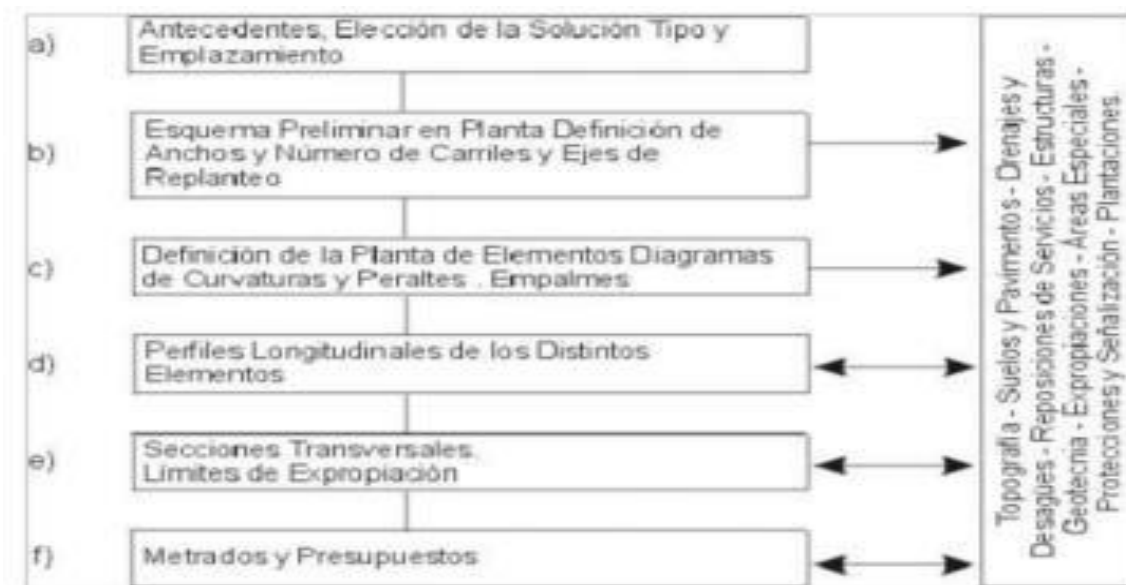 a)
Antecedentes, Elección de la Solución Tipo y
Emplazamiento
b)
Esquema Preliminar en Planta Definición de
Anchos y Número de Carriles y Ejes de
Replanteo
c)
Definición de la Planta de Elementos Diagramas
de Curvaturas y Peraltes . Empalmes
d)
Perfiles Longitudinales de los Distintos
Elementos
e)
Secciones Transversales.
Límites de Expropiación
f)
Metrados y Presupuestos
Topografía - Suelos y Pavimentos - Drenajes y
Desagües - Reposiciones de Servicios - Estructuras -
Geotecnia - Expropiaciones - Áreas Especiales -
Protecciones y Señalización - Plantaciones.